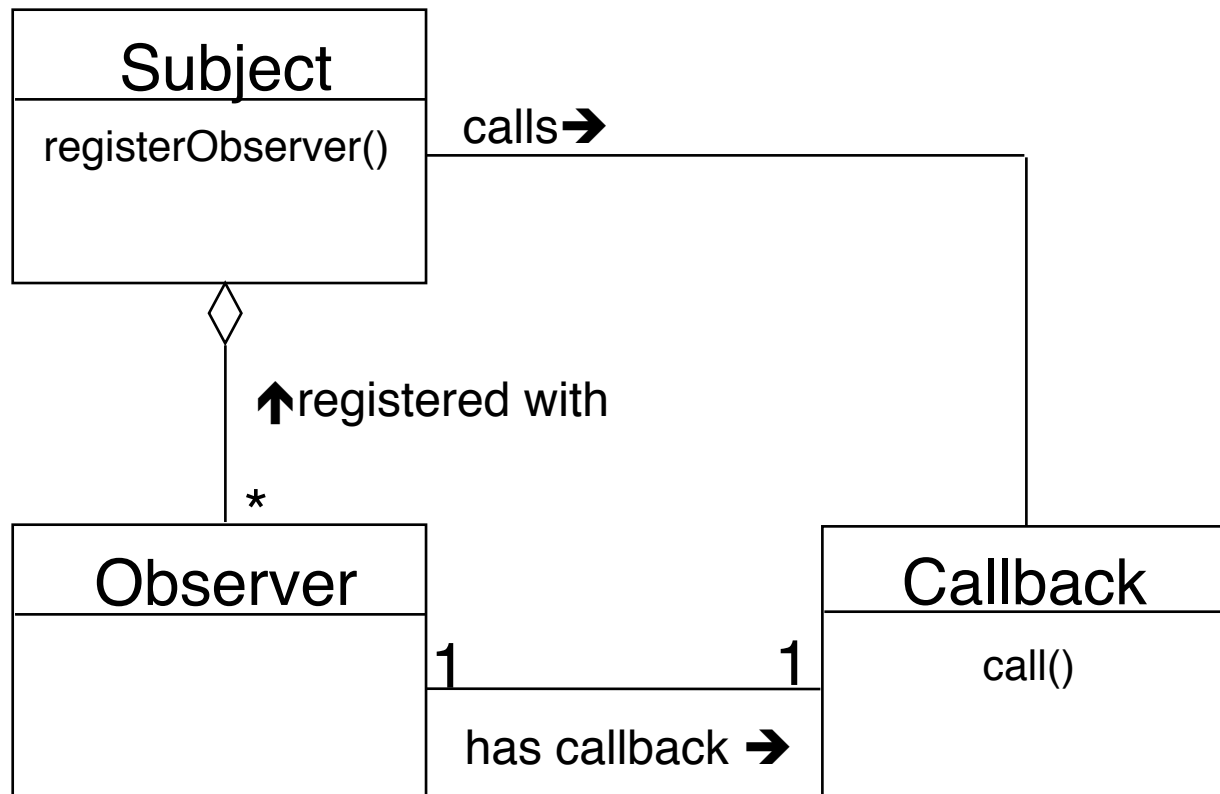 Subject
registerObserver()
calls➔
🡩registered with
*
Observer
Callback
1
1
call()
has callback ➔